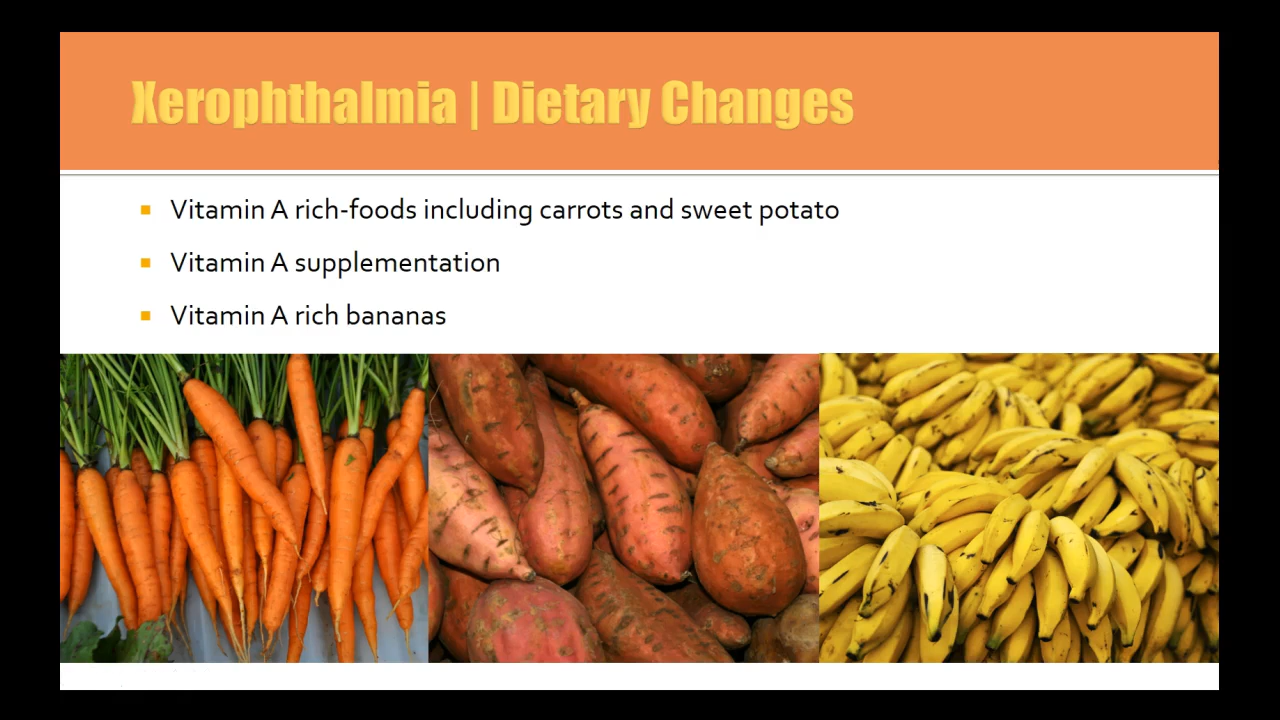 Xerophthalmia | Dietary Changes
Vitamin A rich-foods including carrots and sweet potato
Vitamin A supplementation
Vitamin A rich bananas